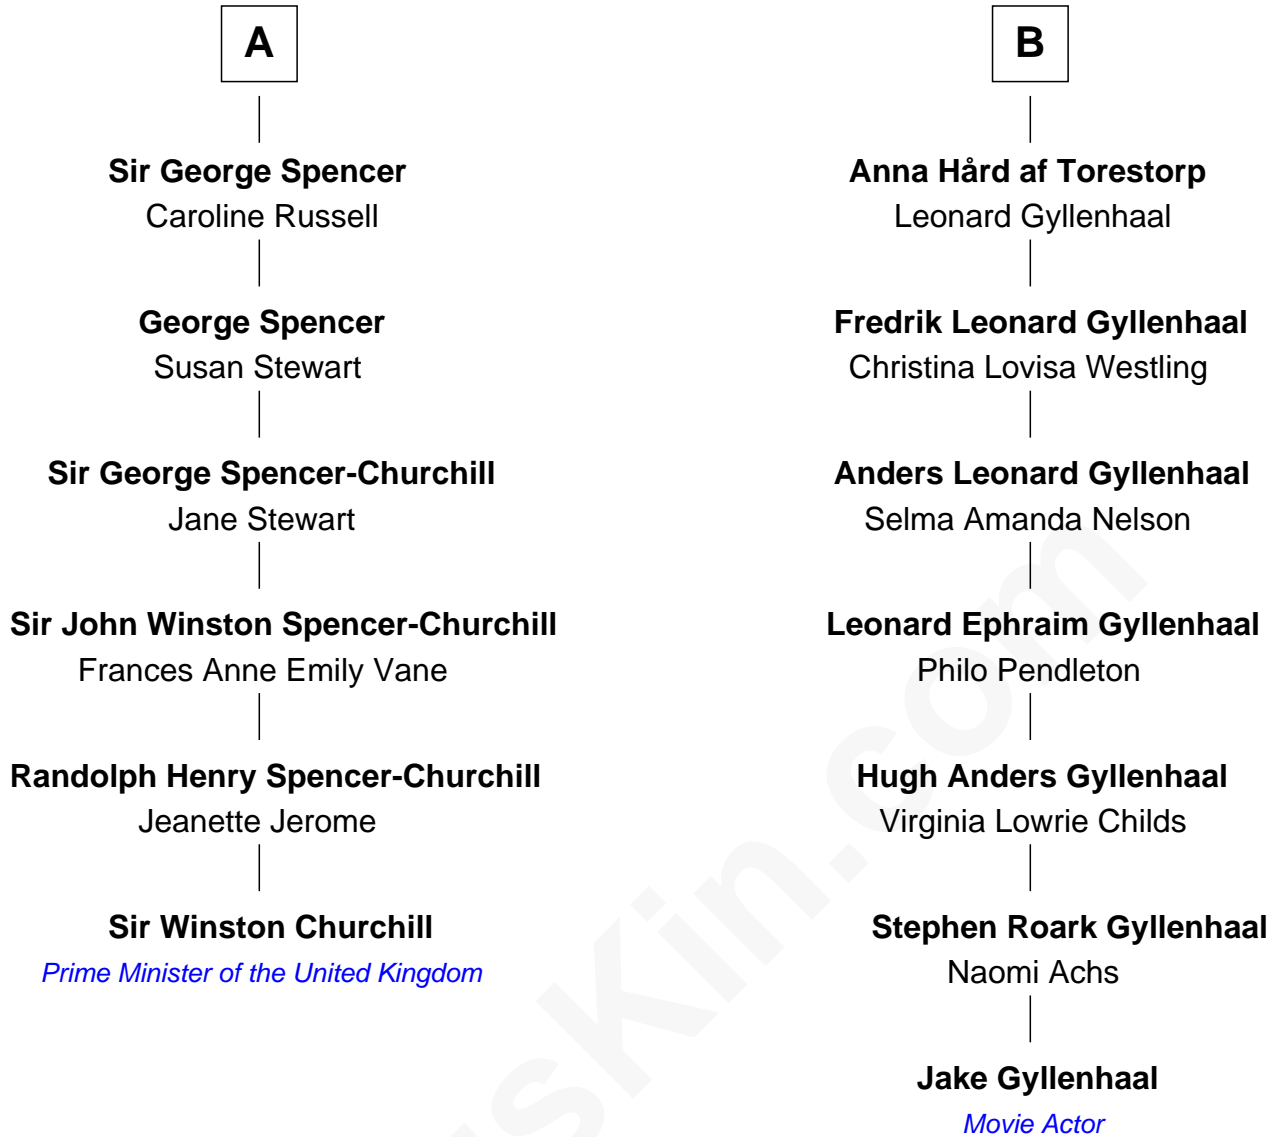 A
Sir George Spencer
Caroline Russell
George Spencer
Susan Stewart
Sir George Spencer-Churchill
Jane Stewart
Sir John Winston Spencer-Churchill
Frances Anne Emily Vane
Randolph Henry Spencer-Churchill
Jeanette Jerome
Sir Winston Churchill
Prime Minister of the United Kingdom
B
Anna Hård af Torestorp
Leonard Gyllenhaal
Fredrik Leonard Gyllenhaal
Christina Lovisa Westling
Anders Leonard Gyllenhaal
Selma Amanda Nelson
Leonard Ephraim Gyllenhaal
Philo Pendleton
Hugh Anders Gyllenhaal
Virginia Lowrie Childs
Stephen Roark Gyllenhaal
Naomi Achs
Jake Gyllenhaal
Movie Actor